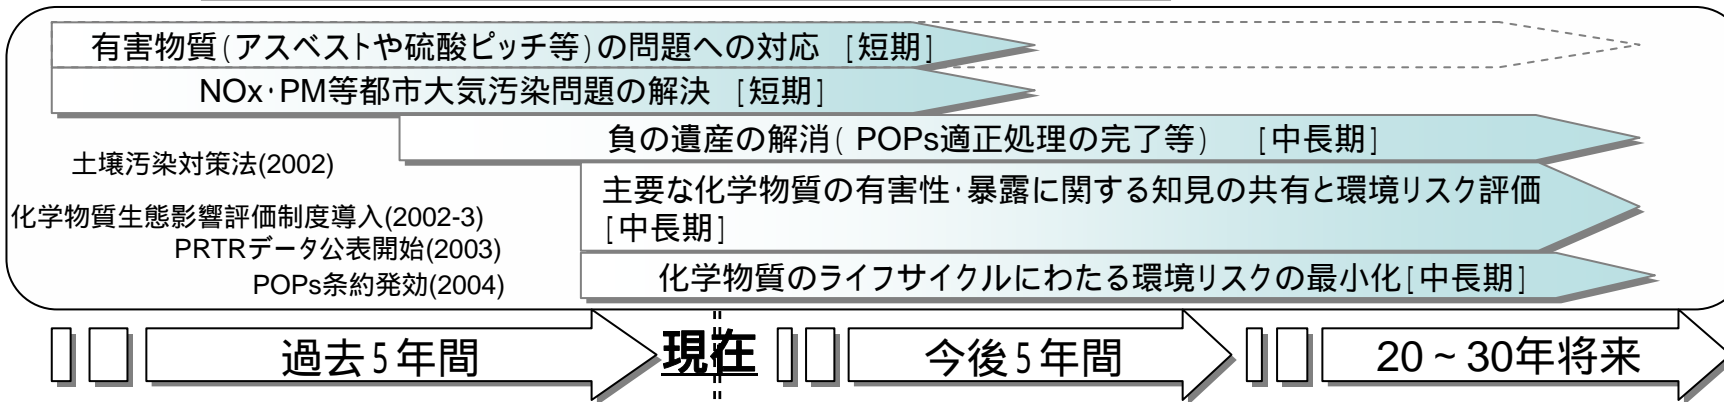 有害物質(アスベストや硫酸ピッチ等)の問題への対応 [短期]
NOx･PM等都市大気汚染問題の解決 [短期]
負の遺産の解消( POPs適正処理の完了等) [中長期]
土壌汚染対策法(2002)
主要な化学物質の有害性･暴露に関する知見の共有と環境リスク評価
[中長期]
化学物質生態影響評価制度導入(2002-3)
PRTRデータ公表開始(2003)
POPs条約発効(2004)
化学物質のライフサイクルにわたる環境リスクの最小化[中長期]
過去5年間
現在
今後5年間
20~30年将来